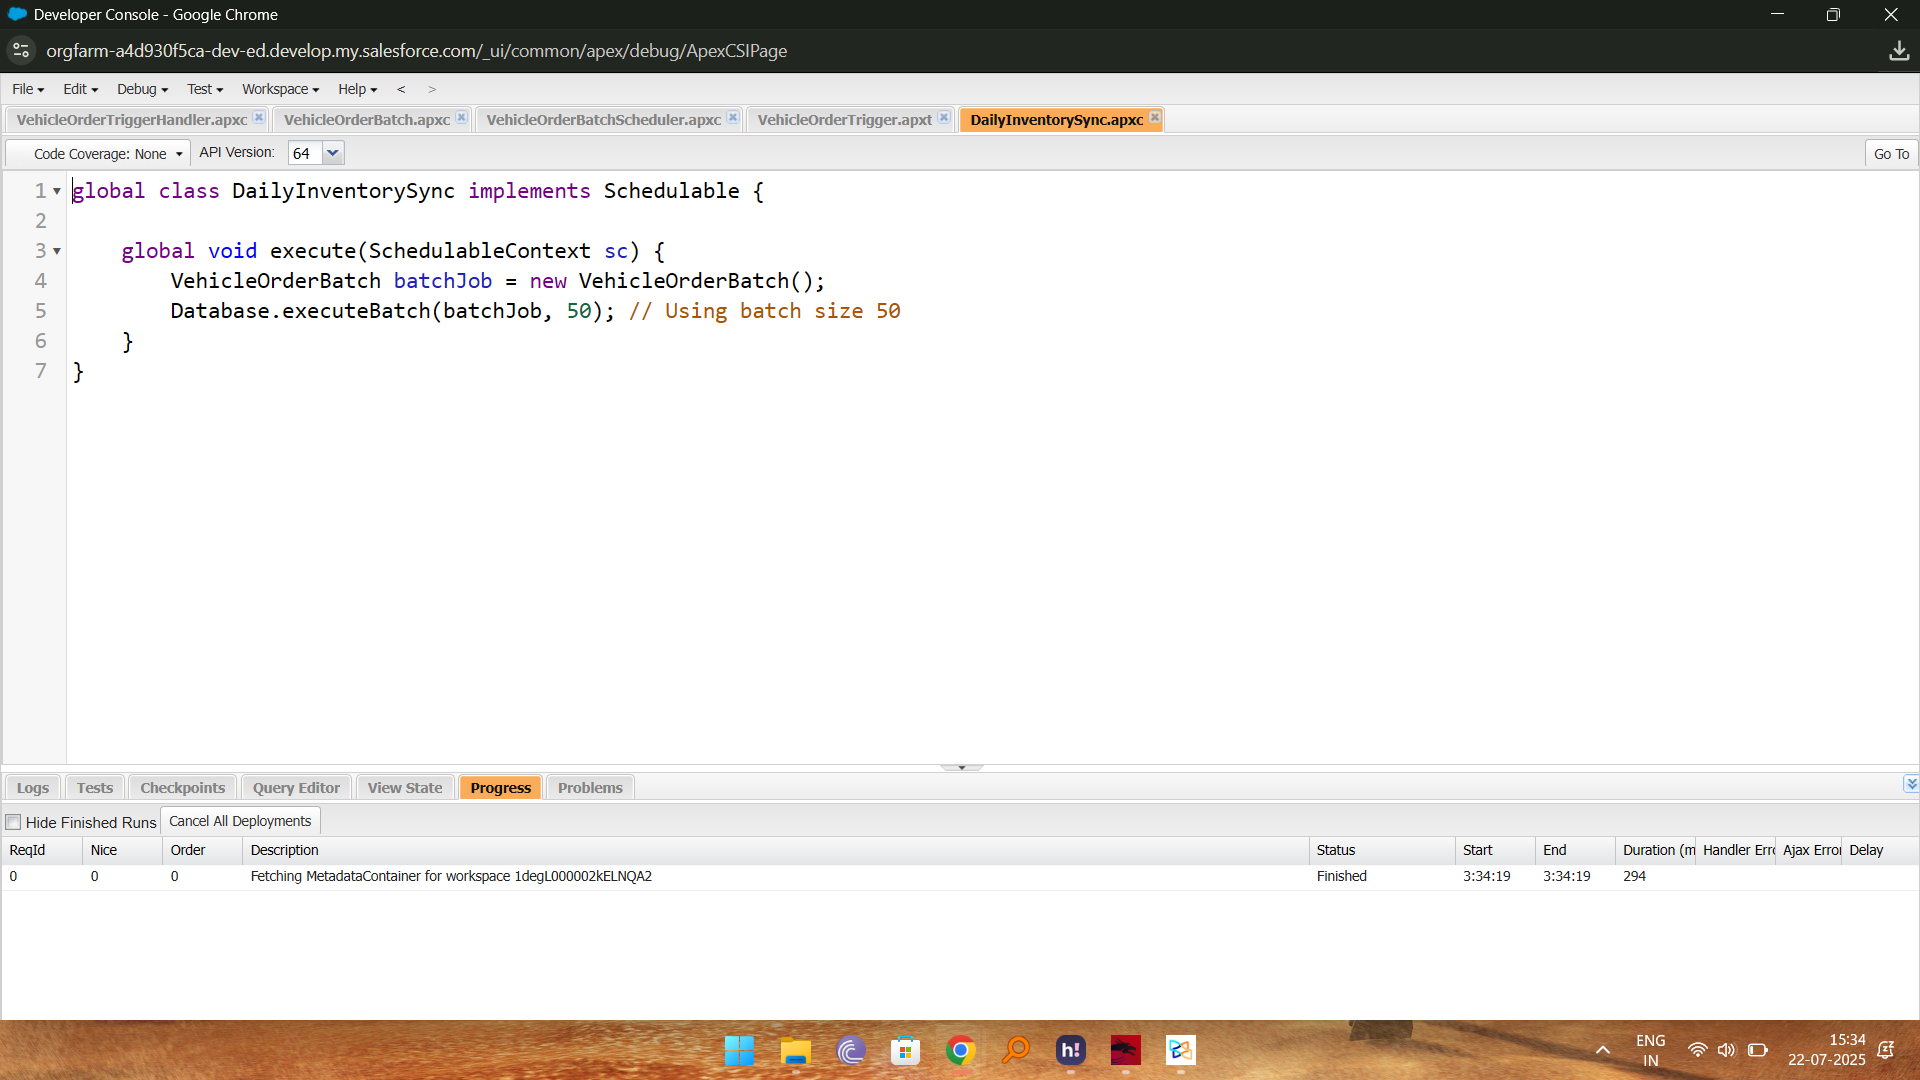 Developer Console - Google Chrome
orgfarm-a4d930f5ca-dev-ed.develop.my.salesforce.com/_ui/common/apex/debug/ApexCSIPage
File Edit Debug Test Workspace Help < >
VehicleOrderTriggerHandler.apxc VehicleOrderBatch.apxc VehicleOrderBatchScheduler.apxc VehicleOrderTrigger.apxt DailyInventorySync.apxc
Code Coverage: None API Version: 64 Go To
1 global class DailyInventorySync implements Schedulable {
2
3 global void execute(SchedulableContext sc) {
4 VehicleOrderBatch batchJob = new VehicleOrderBatch();
5 Database.executeBatch(batchJob, 50); // Using batch size 50
6 }
7 }
Logs Tests Checkpoints Query Editor View State Progress Problems
Hide Finished Runs Cancel All Deployments
ReqId Nice Order Description Status Start End Duration (m Handler Erro Ajax Error Delay
0 0 0 Fetching MetadataContainer for workspace 1degL000002kELNQA2 Finished 3:34:19 3:34:19 294
h!
ENG 15:34
IN 22-07-2025